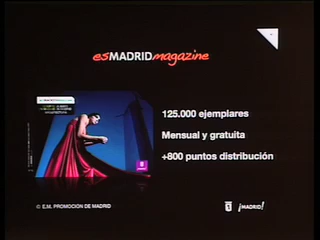 esMADRIDmagazine
125.000 ejemplares
Mensual y gratuita
+800 puntos distribución
© E.M. PROMOCION DE MADRID
¡MADRID!